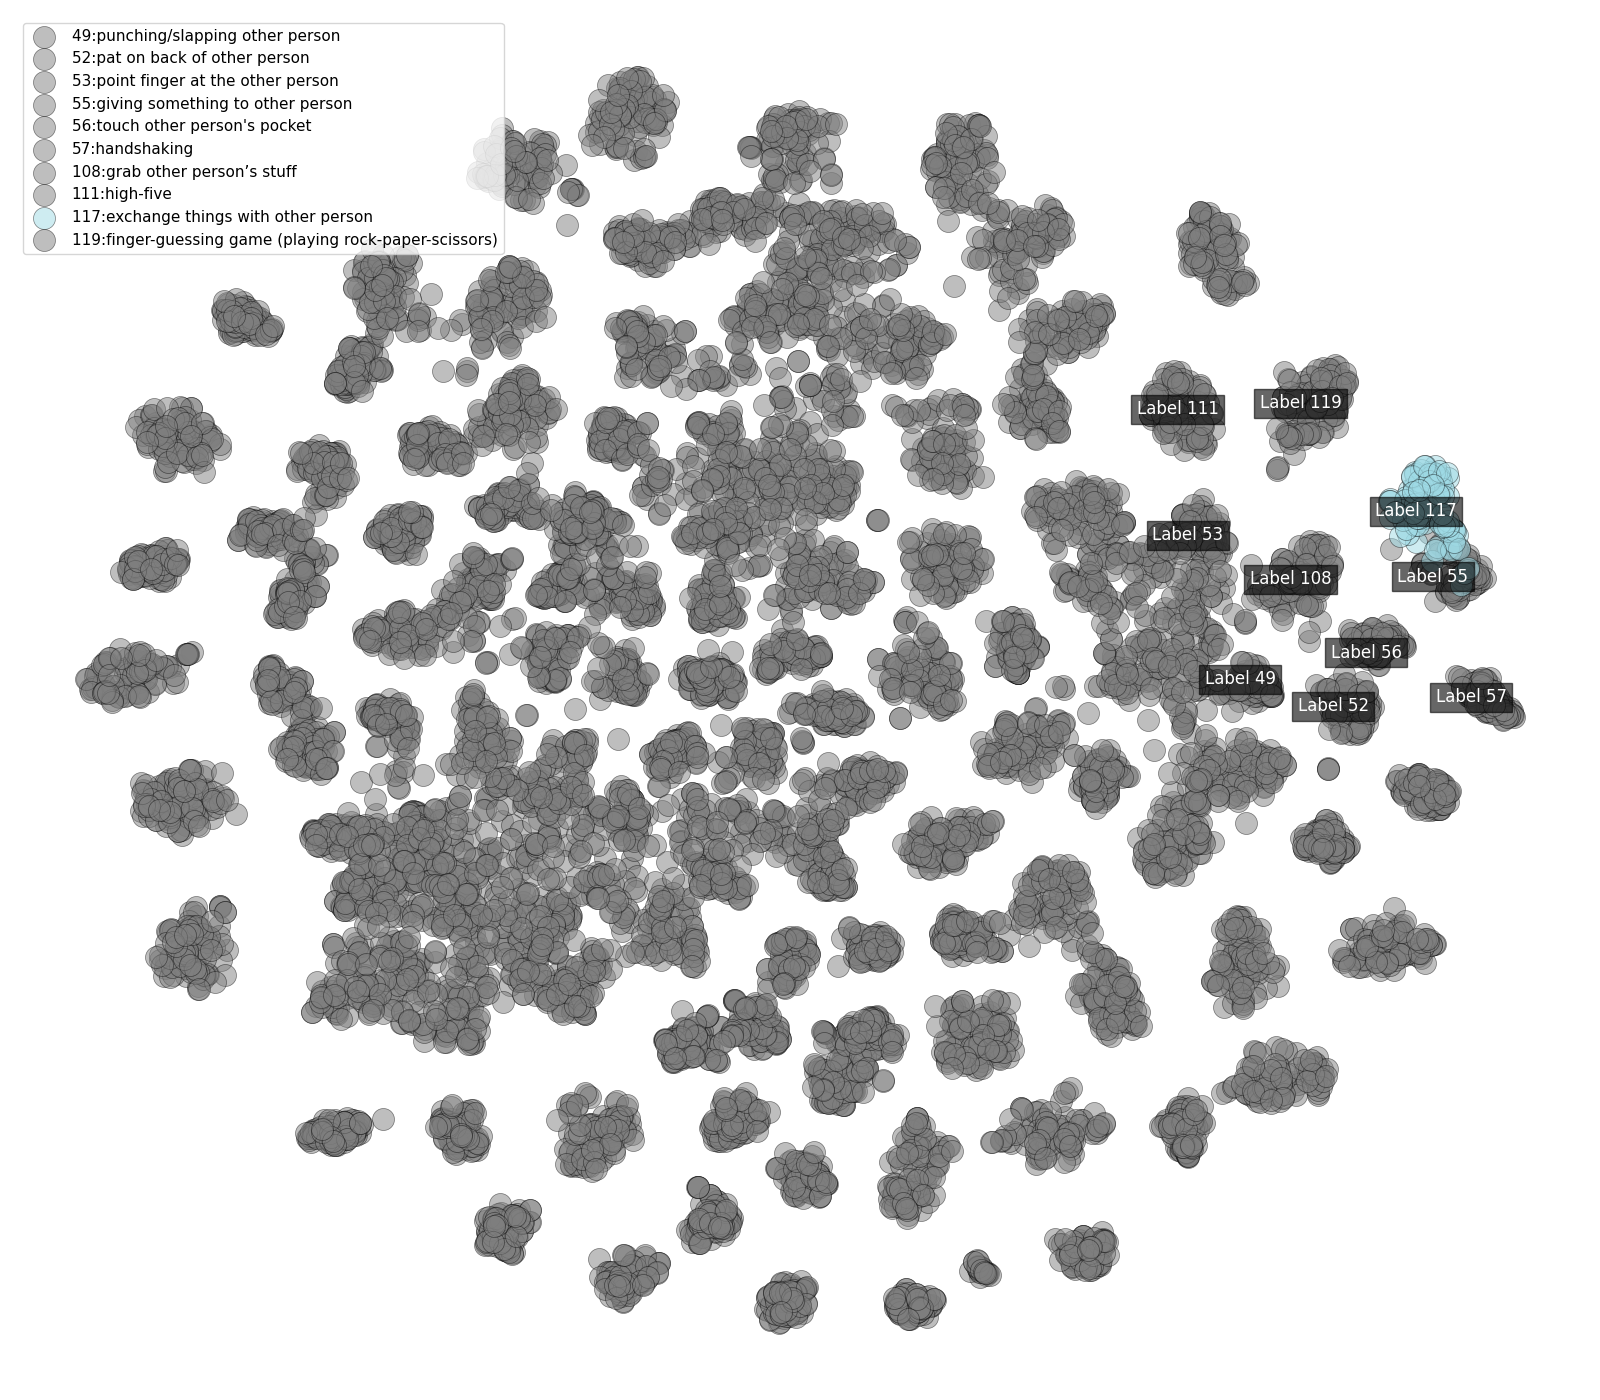 49:punching/slapping other person
52:pat on back of other person
53:point finger at the other person
55:giving something to other person
56:touch other person's pocket
57:handshaking
108:grab other person’s stuff
111:high-five
117:exchange things with other person
119:finger-guessing game (playing rock-paper-scissors)
Label 111
Label 119
Label 117
Label 53
Label 108
Label 55
Label 56
Label 49
Label 52
Label 57